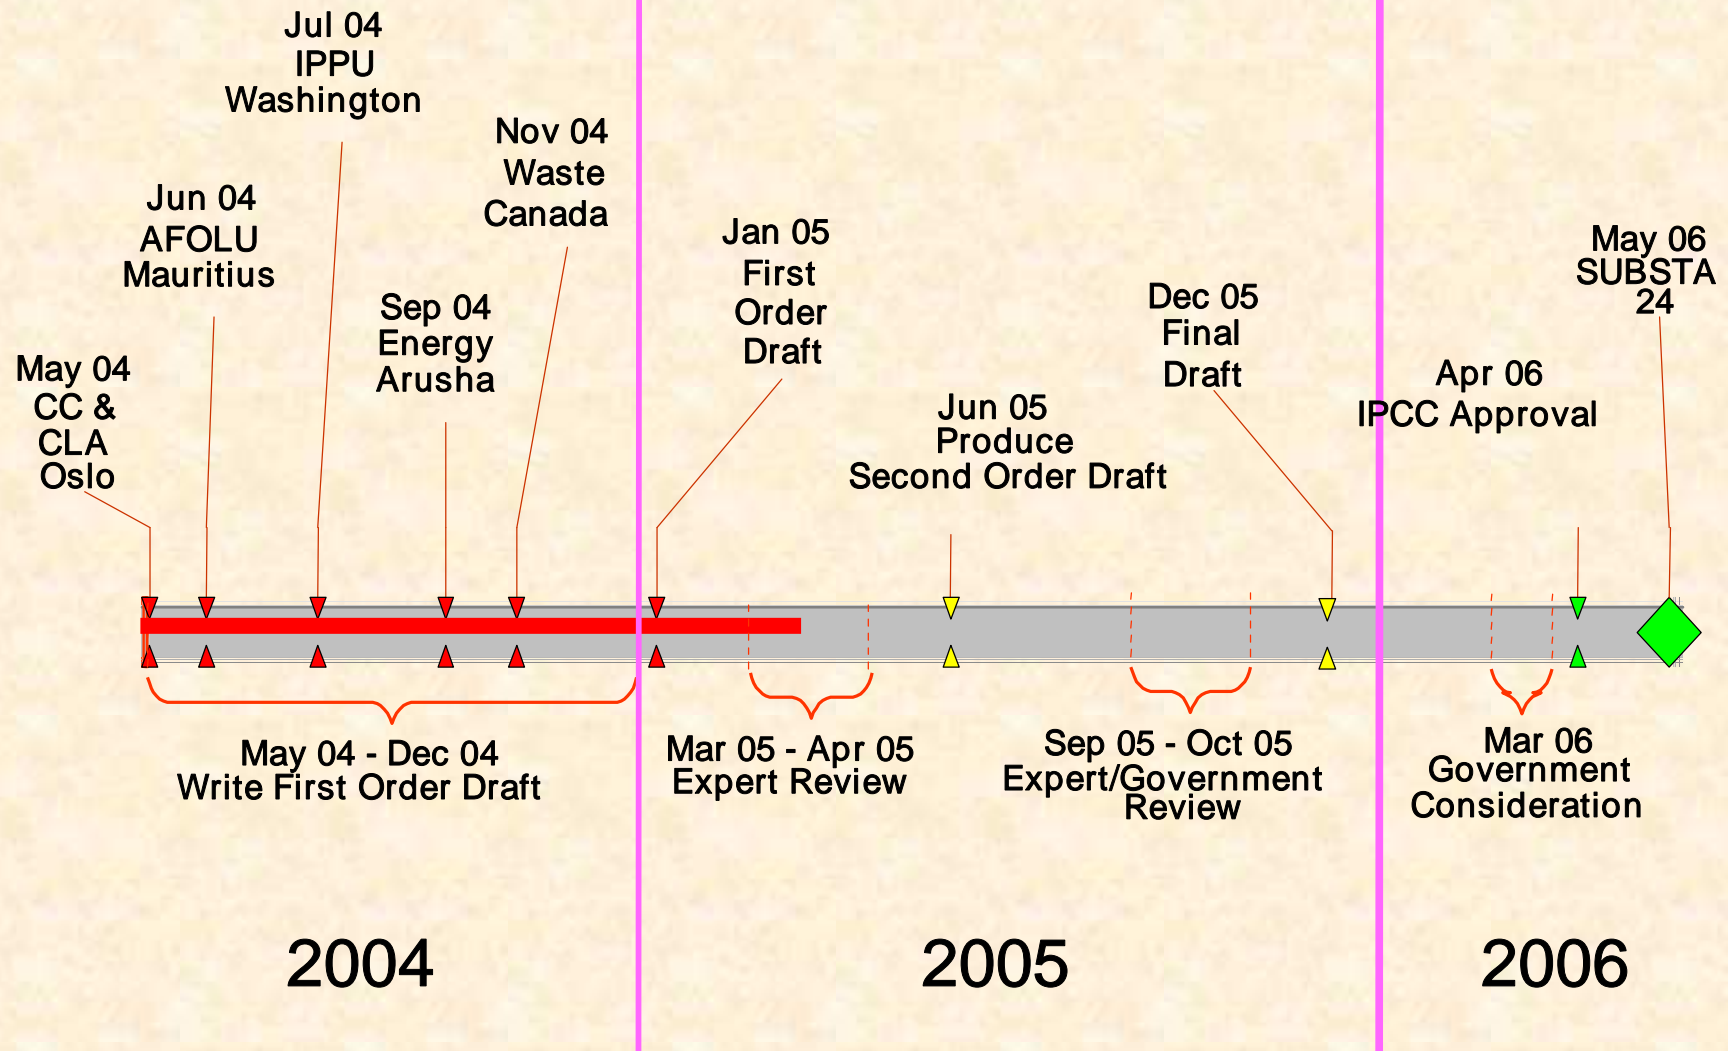 Jul 04
IPPU
Washington
Nov 04
Waste
Canada
Jun 04
AFOLU
Mauritius
Sep 04
Energy
Arusha
May 04
CC &
CLA
Oslo
Jan 05
First
Order
Draft
Jun 05
Produce
Second Order Draft
Dec 05
Final
Draft
Apr 06
IPCC Approval
May 06
SUBSTA
24
May 04 - Dec 04
Write First Order Draft
Mar 05 - Apr 05
Expert Review
Sep 05 - Oct 05
Expert/Government
Review
Mar 06
Government
Consideration
2004
2005
2006